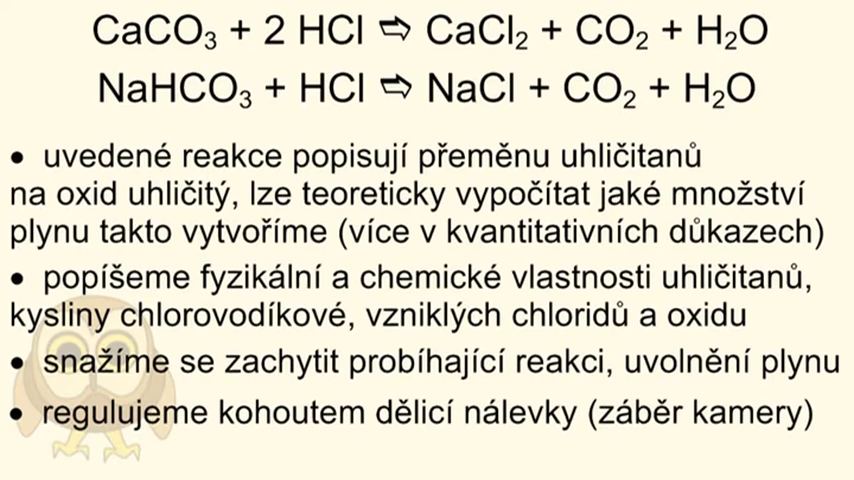 CaCO₃ + 2 HCl ⇨ CaCl₂ + CO₂ + H₂O
NaHCO₃ + HCl ⇨ NaCl + CO₂ + H₂O
• uvedené reakce popisují přeměnu uhličitanů
na oxid uhličitý, lze teoreticky vypočítat jaké množství
plynu takto vytvoříme (více v kvantitativních důkazech)
• popíšeme fyzikální a chemické vlastnosti uhličitanů,
kysliny chlorovodíkové, vzniklých chloridů a oxidu
• snažíme se zachytit probíhající reakci, uvolnění plynu
• regulujeme kohoutem dělicí nálevky (záběr kamery)